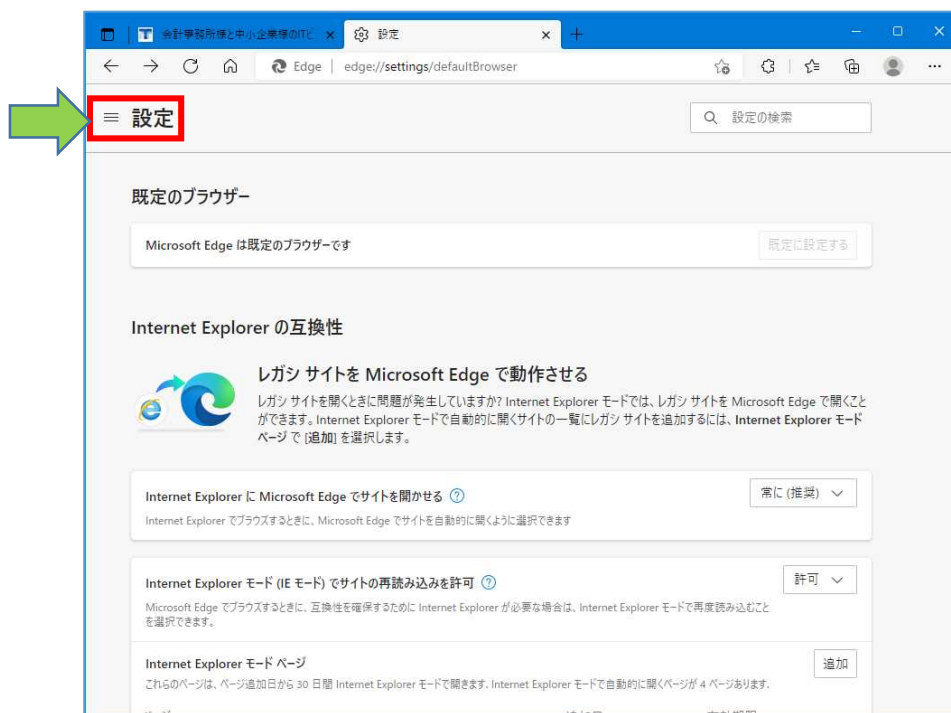 会計事務所様と中小企業様のITビ
設定
Edge
edge://settings/defaultBrowser
設定
設定の検索
既定のブラウザー
Microsoft Edge は既定のブラウザーです
既定に設定する
Internet Explorer の互換性
レガシ サイトを Microsoft Edge で動作させる
レガシ サイトを開くときに問題が発生していますか? Internet Explorer モードでは、レガシ サイトを Microsoft Edge で開くこと
ができます。Internet Explorer モードで自動的に開くサイトの一覧にレガシ サイトを追加するには、Internet Explorer モード
ページ で [追加] を選択します。
Internet Explorer に Microsoft Edge でサイトを開かせる
常に (推奨)
Internet Explorer でブラウズするときに、Microsoft Edge でサイトを自動的に開くように選択できます
Internet Explorer モード (IE モード) でサイトの再読み込みを許可
許可
Microsoft Edge でブラウズするときに、互換性を確保するために Internet Explorer が必要な場合は、Internet Explorer モードで再度読み込むこと
を選択できます。
Internet Explorer モード ページ
追加
これらのページは、ページ追加日から 30 日間 Internet Explorer モードで開きます. Internet Explorer モードで自動的に開くページが 4 ページあります.